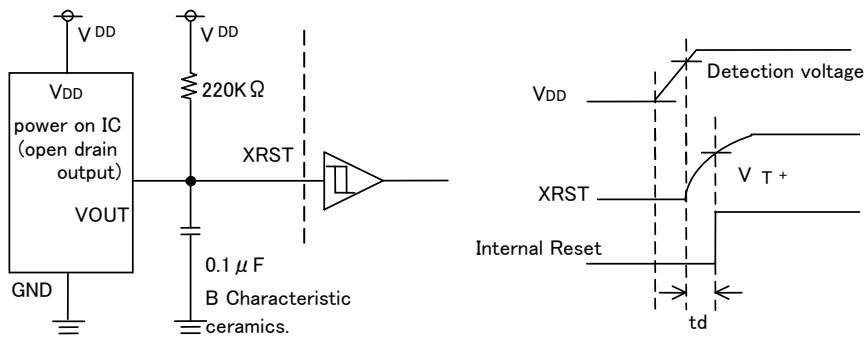 V DD
V DD
VDD
power on IC
(open drain
output)
VOUT
GND
220KΩ
XRST
0.1 μ F
B Characteristic
ceramics.
VDD
Detection voltage
XRST
V T +
Internal Reset
td